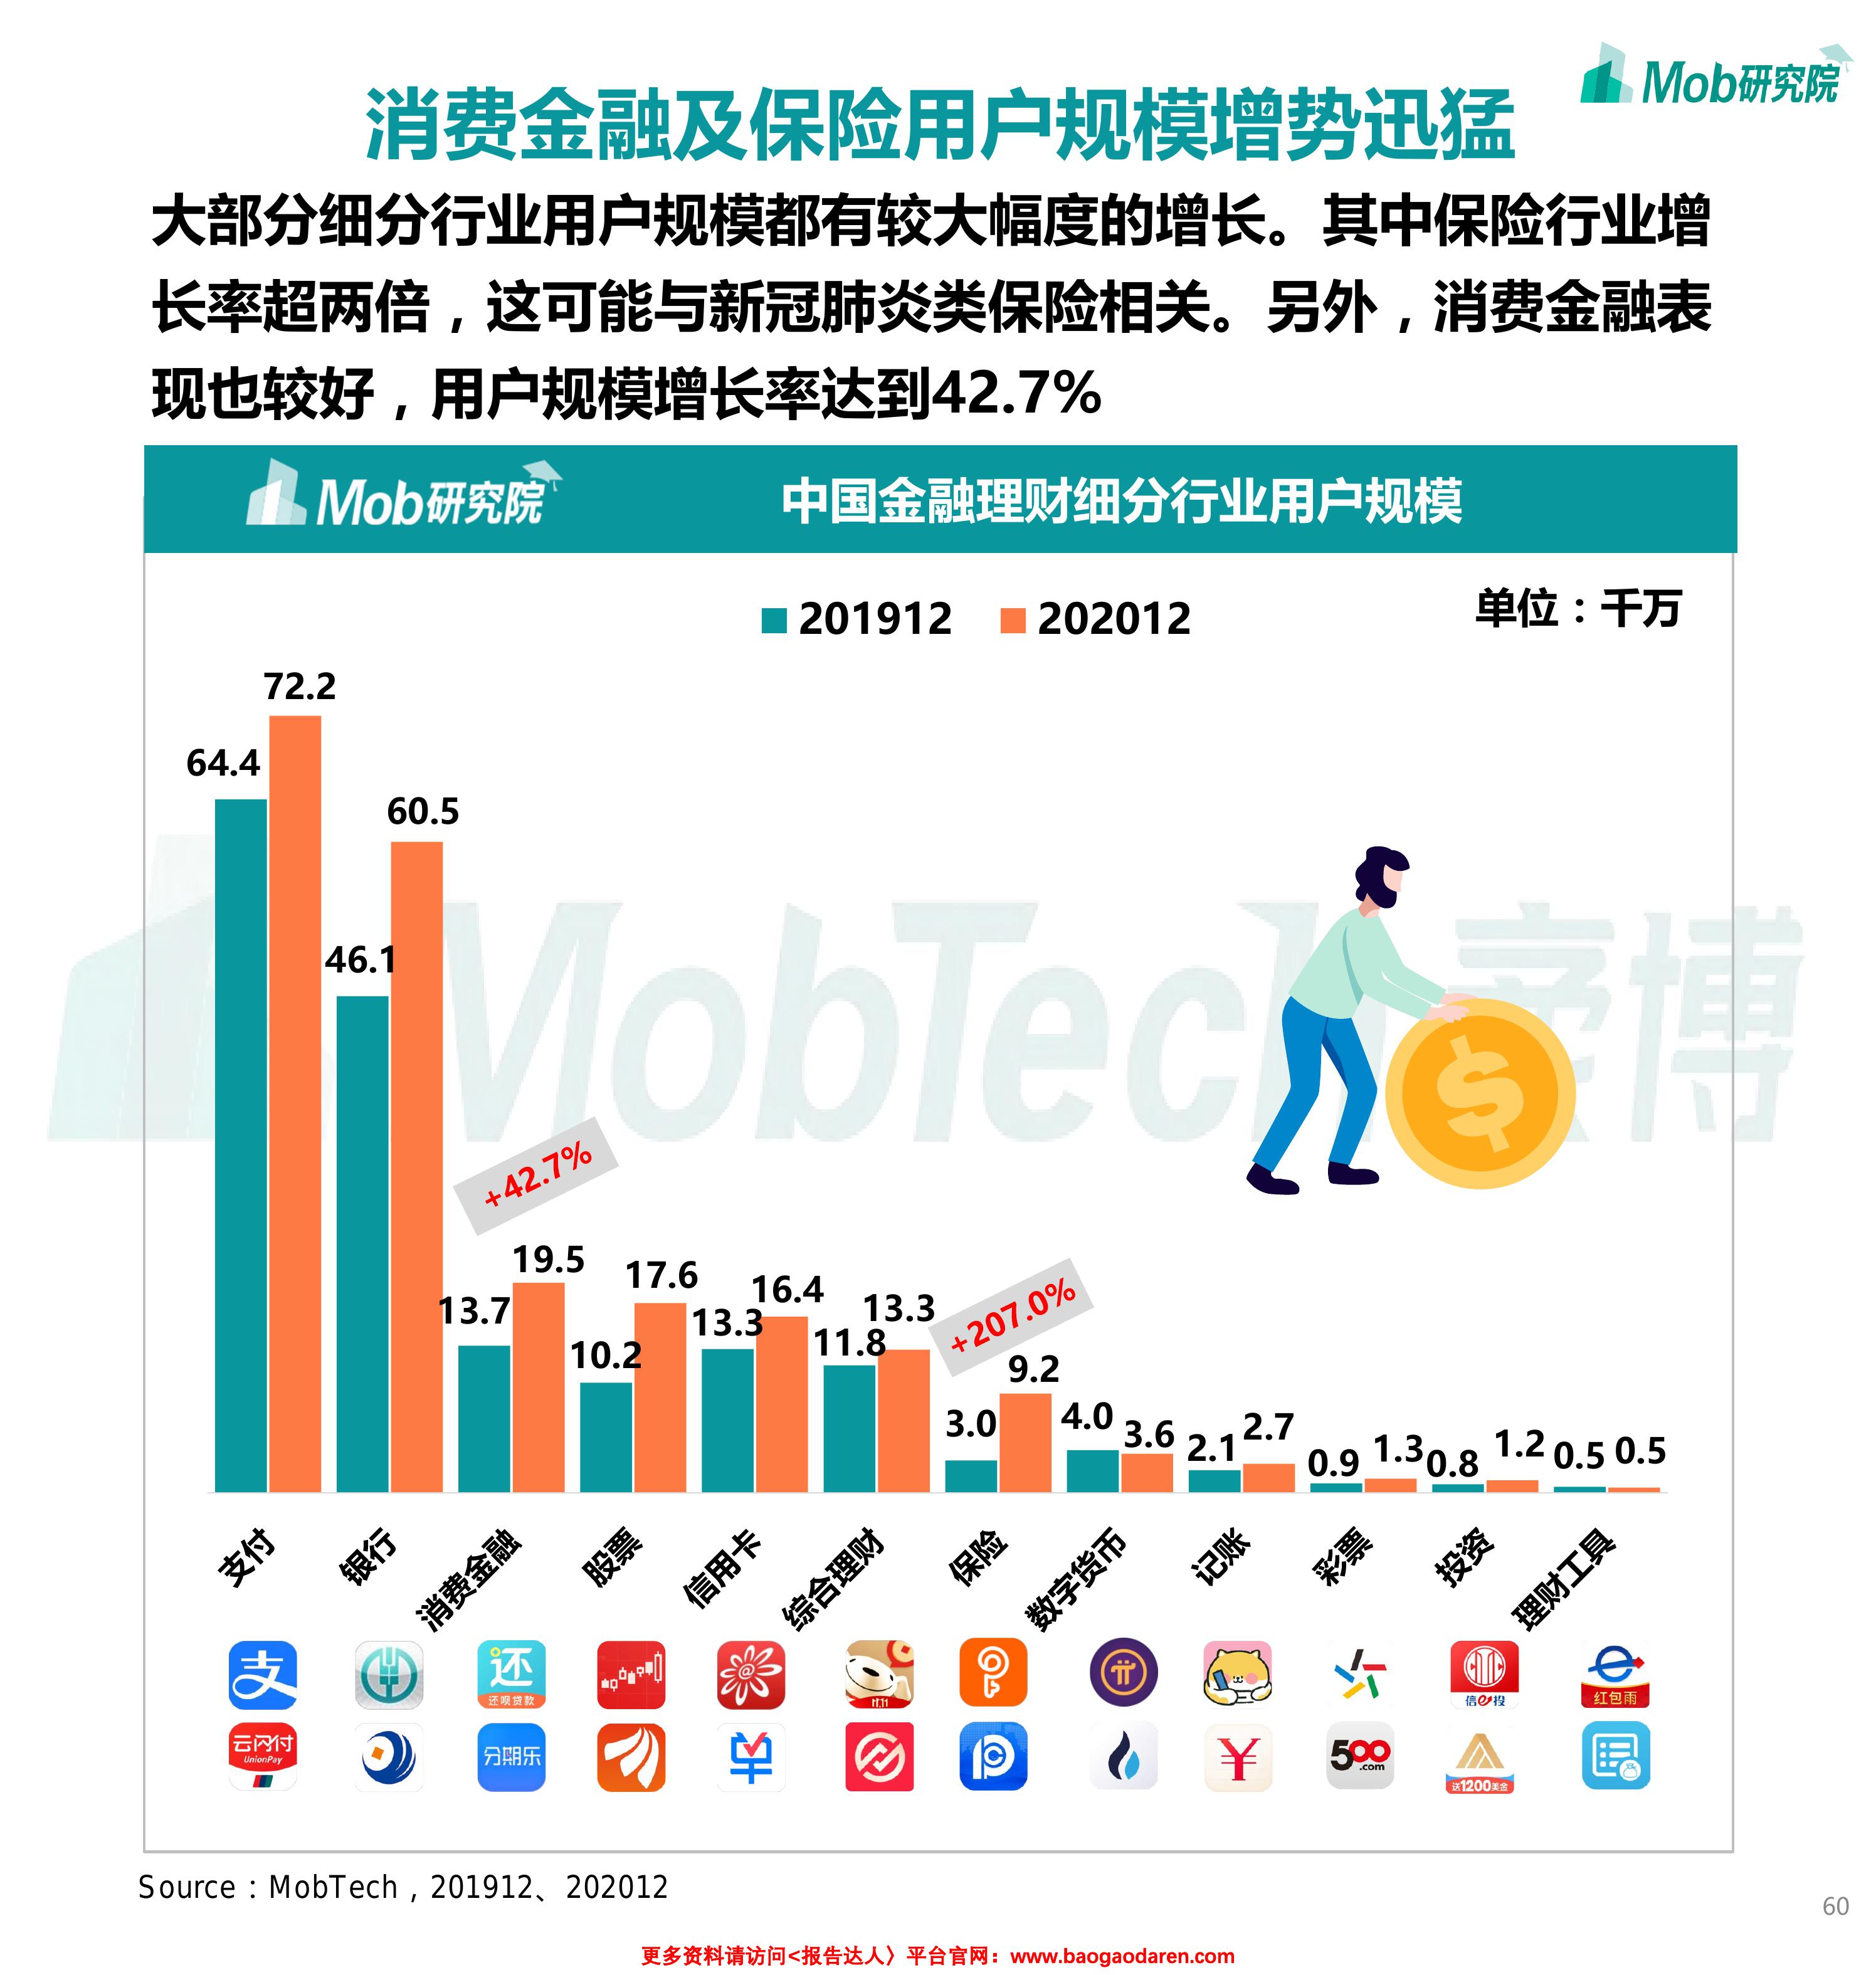 Mob研究院
消费金融及保险用户规模增势迅猛
大部分细分行业用户规模都有较大幅度的增长。其中保险行业增
长率超两倍，这可能与新冠肺炎类保险相关。另外，消费金融表
现也较好，用户规模增长率达到42.7%
Mob研究院
中国金融理财细分行业用户规模
201912 202012
单位：千万
72.2
64.4
60.5
46.1
+42.7%
19.5
13.7
17.6
10.2
16.4
13.3
13.3
11.8
+207.0%
9.2
3.0
4.0
3.6
2.1
2.7
0.9
1.3
0.8
1.2
0.5
0.5
MobTech 袤博
支付
银行
消费金融
股票
信用卡
综合理财
保险
数字货币
记账
彩票
投资
理财工具
支
还
还呗贷款
11.11
CITIC
信e投
红包雨
云闪付
UnionPay
分期乐
¥
500
.com
送1200美金
Source：MobTech，201912、202012
60
更多资料请访问<报告达人〉平台官网：www.baogaodaren.com